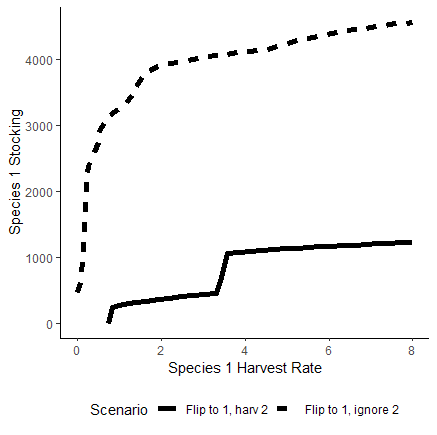 4000
3000
2000
1000
0
Species 1 Stocking
0 2 4 6 8
Species 1 Harvest Rate
Scenario Flip to 1, harv 2 Flip to 1, ignore 2